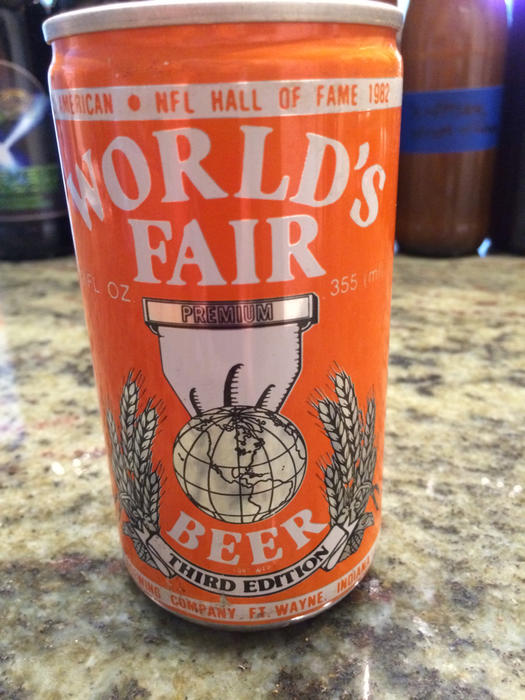 AMERICAN • NFL HALL OF FAME 1982
WORLD'S
FAIR
FL. OZ. 355 (ml
PREMIUM
BEER
THIRD EDITION
COMPANY, FT. WAYNE, INDIANA